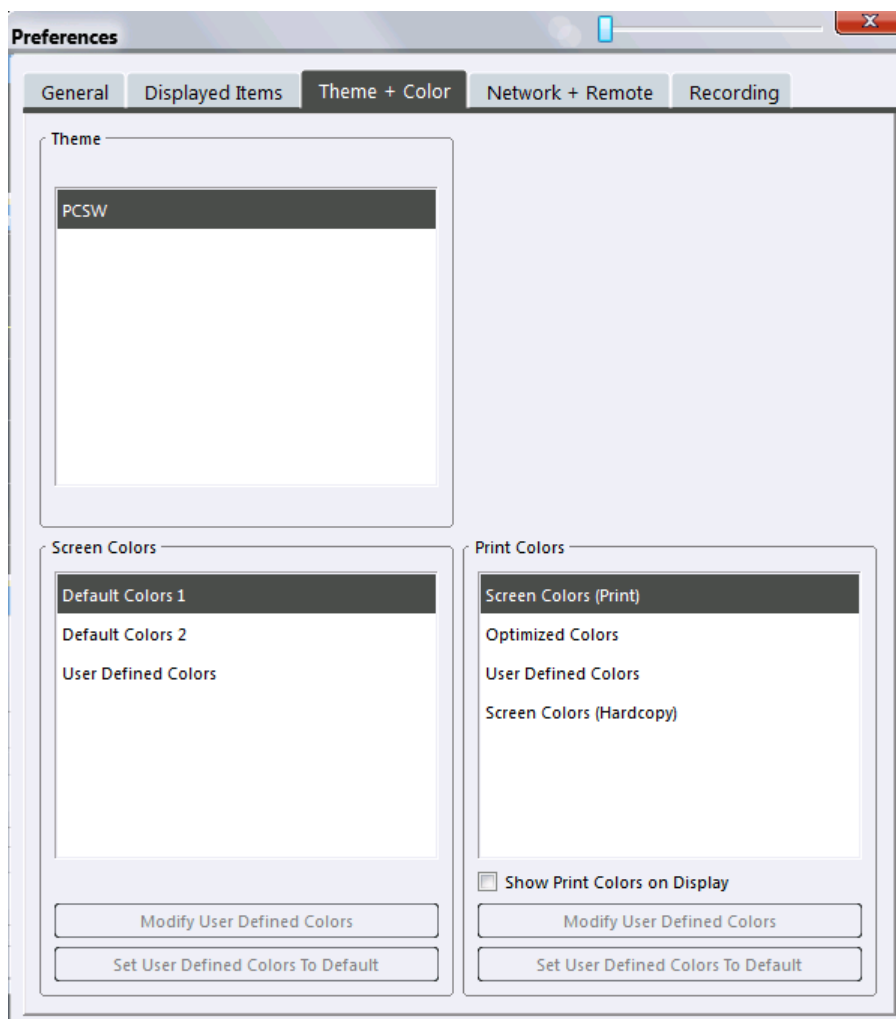 Preferences
General
Displayed Items
Theme + Color
Network + Remote
Recording
Theme
PCSW
Screen Colors
Default Colors 1
Default Colors 2
User Defined Colors
Modify User Defined Colors
Set User Defined Colors To Default
Print Colors
Screen Colors (Print)
Optimized Colors
User Defined Colors
Screen Colors (Hardcopy)
Show Print Colors on Display
Modify User Defined Colors
Set User Defined Colors To Default